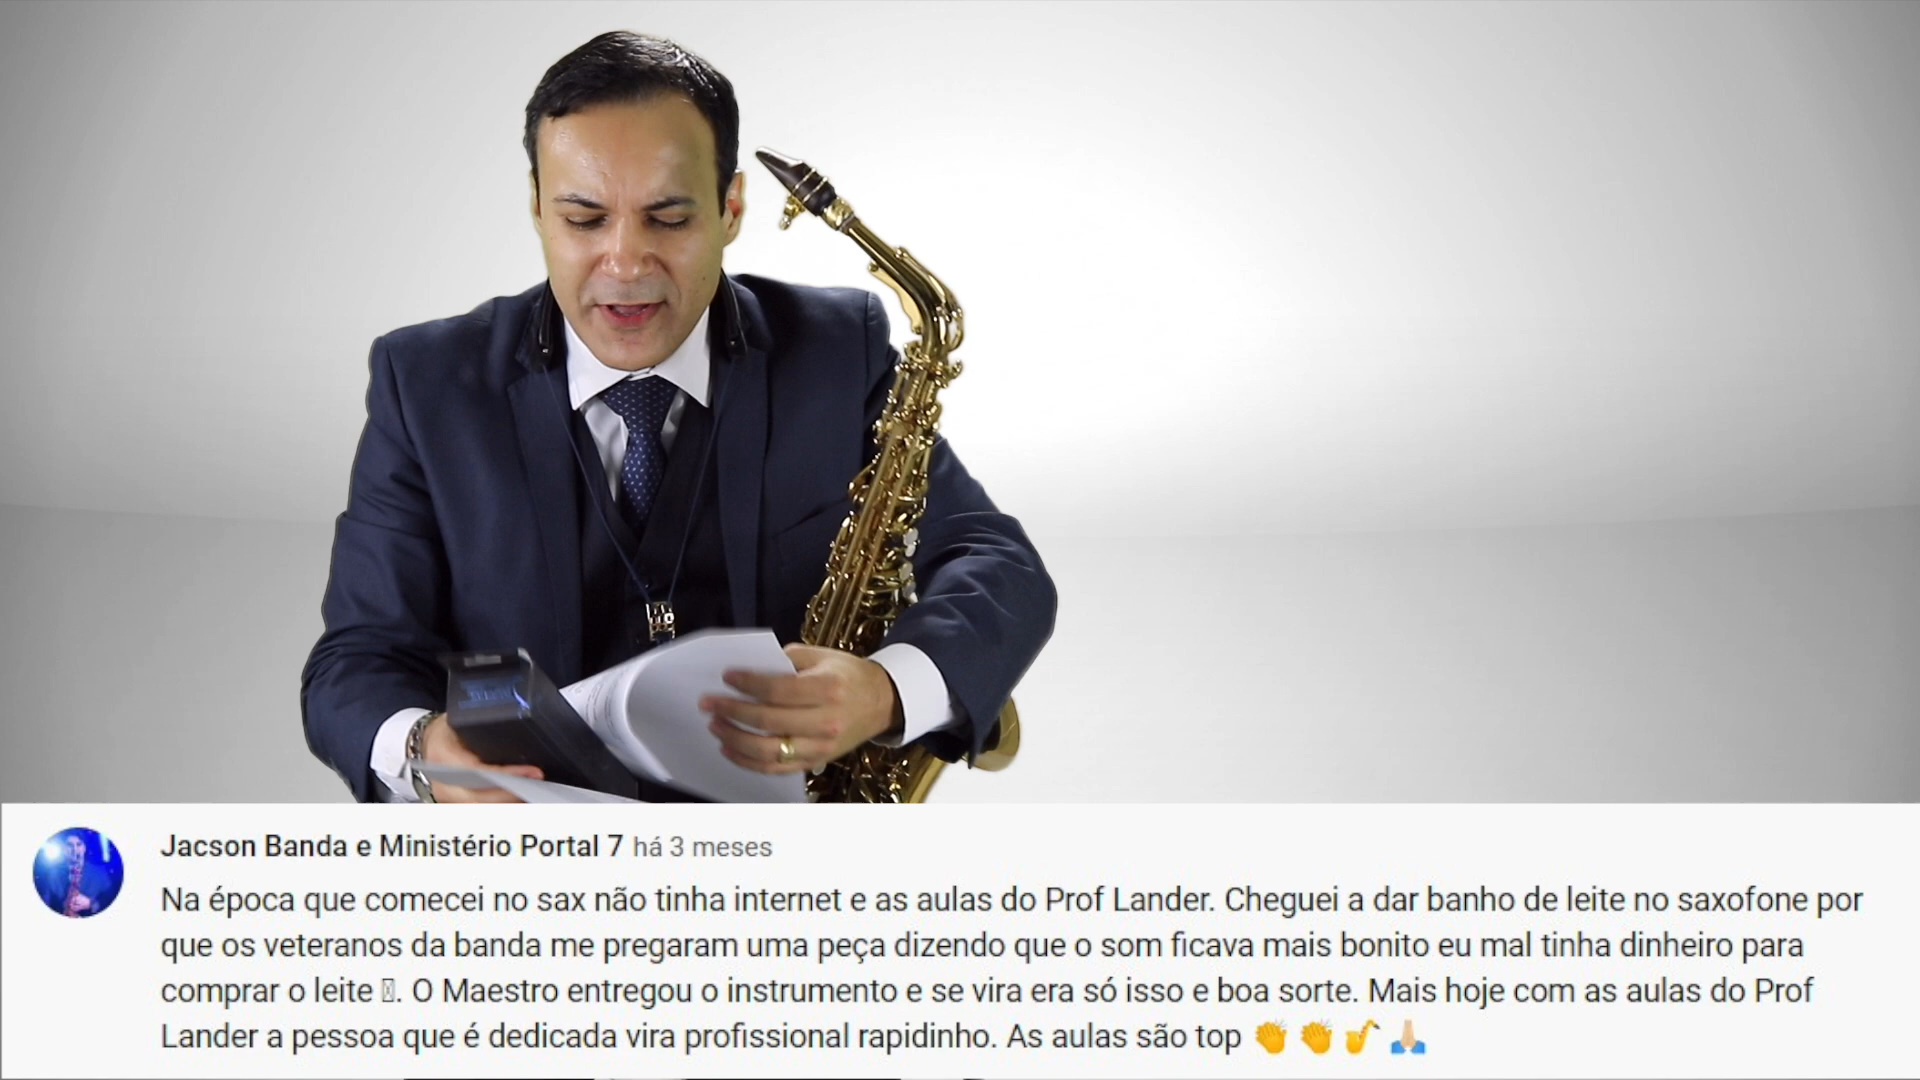 Jacson Banda e Ministério Portal 7 há 3 meses
Na época que comecei no sax não tinha internet e as aulas do Prof Lander. Cheguei a dar banho de leite no saxofone por
que os veteranos da banda me pregaram uma peça dizendo que o som ficava mais bonito eu mal tinha dinheiro para
comprar o leite . O Maestro entregou o instrumento e se vira era só isso e boa sorte. Mais hoje com as aulas do Prof
Lander a pessoa que é dedicada vira profissional rapidinho. As aulas são top 👏 👏 🎷 🙏🏼